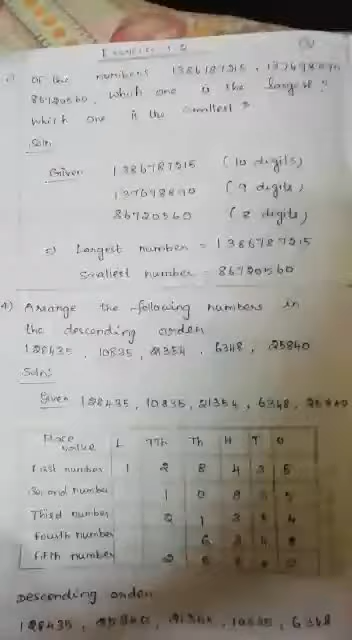 Exercise 1.2
Of the numbers 1386787215,
86720560, which one is the largest?
which one is the smallest?
Soln
Given 1386787215 (10 digits)
(9 digits)
86720560 (8 digits)
=) Largest number = 1386787215
Smallest number = 86720560
4) Arrange the following numbers in
the descending order
128435, 10835, 21354, 6348, 25840
Soln:
Given 128435, 10835, 21354, 6348, 25840
Place value L TTh Th H T O
First number 1 2 8 4 3 5
Second number 1 0 8 3 5
Third number 2 1 3 5 4
Fourth number 6 3 4 8
Fifth number 2 5 8 4 0
Descending order
128435, 25840, 21354, 10835, 6348